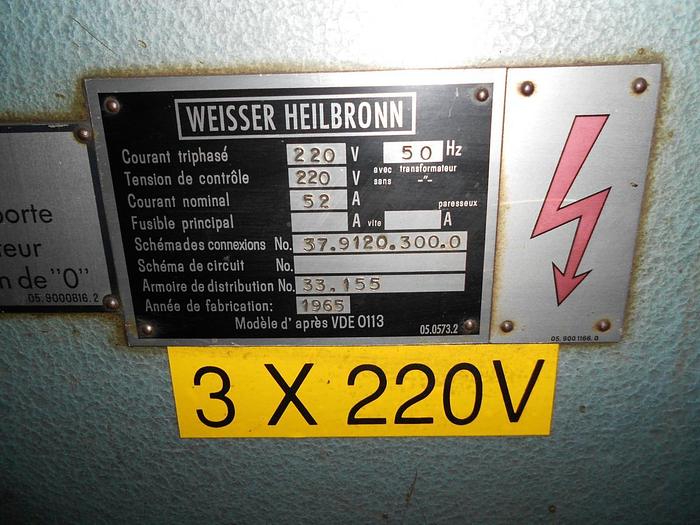 WEISSER HEILBRONN
Courant triphasé 220 V 50 Hz
Tension de contrôle 220 V avec transformateur
sans -"-
Courant nominal 52 A
paresseux
Fusible principal A vite A
Schéma des connexions No. 37.9120.300.0
Schéma de circuit No.
Armoire de distribution No. 33.155
Année de fabrication: 1965
Modèle d'après VDE 0113 05.0573.2
05.9001166.0
3 X 220V
porte
teur
n de "0"
05.9000816.2